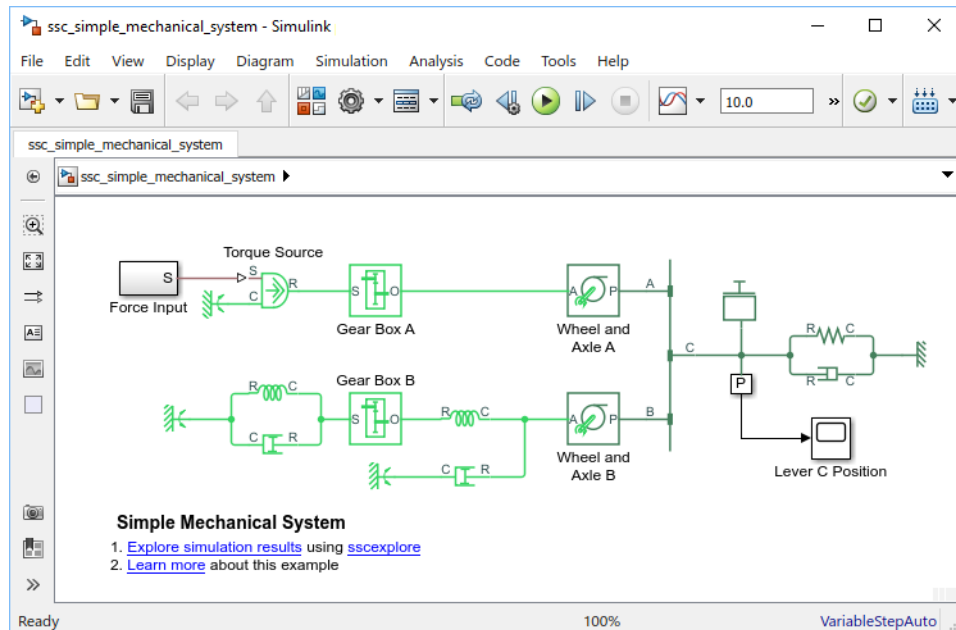 ssc_simple_mechanical_system - Simulink
File Edit View Display Diagram Simulation Analysis Code Tools Help
10.0 »
ssc_simple_mechanical_system
ssc_simple_mechanical_system
Torque Source
S S R S O A P A
C
Force Input
Gear Box A
Wheel and
Axle A
R C
C
R C
P
Gear Box B
R C S O R C A P B
C R
Wheel and
Axle B
C R
Lever C Position
Simple Mechanical System
1. Explore simulation results using sscexplore
2. Learn more about this example
Ready 100% VariableStepAuto